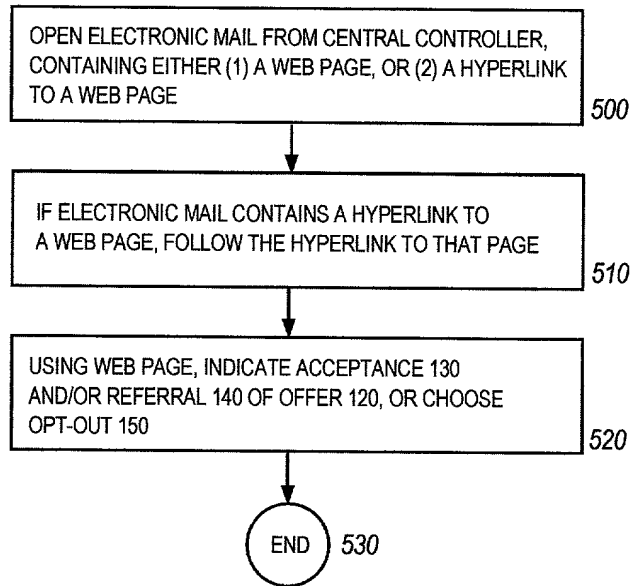 OPEN ELECTRONIC MAIL FROM CENTRAL CONTROLLER,
CONTAINING EITHER (1) A WEB PAGE, OR (2) A HYPERLINK
TO A WEB PAGE
500
IF ELECTRONIC MAIL CONTAINS A HYPERLINK TO
A WEB PAGE, FOLLOW THE HYPERLINK TO THAT PAGE
510
USING WEB PAGE, INDICATE ACCEPTANCE 130
AND/OR REFERRAL 140 OF OFFER 120, OR CHOOSE
OPT-OUT 150
520
END 530